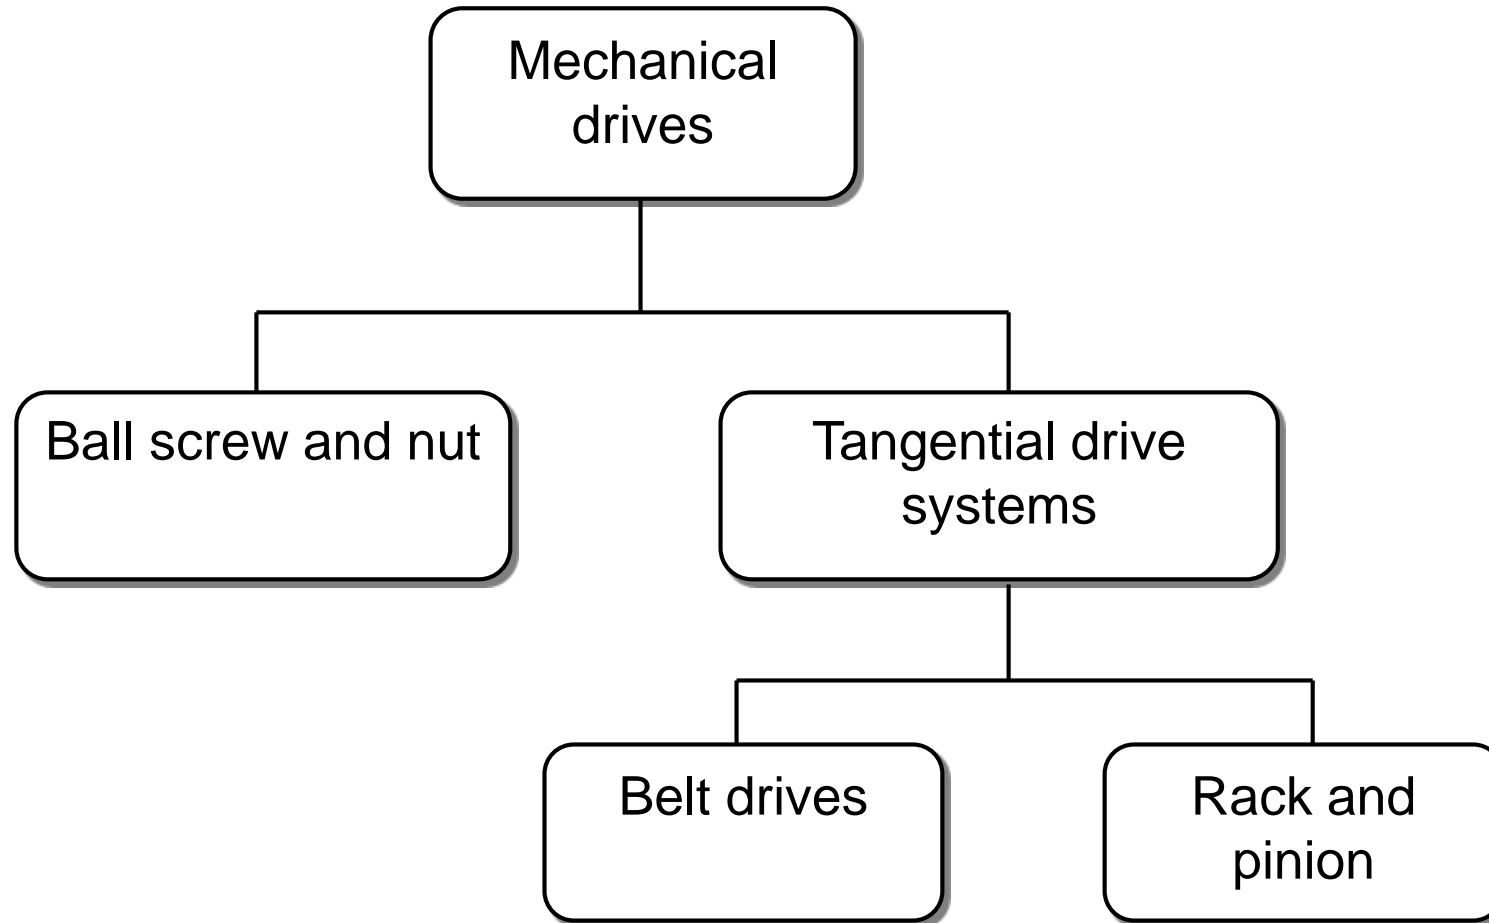 Mechanical
drives
Ball screw and nut
Tangential drive
systems
Belt drives
Rack and
pinion